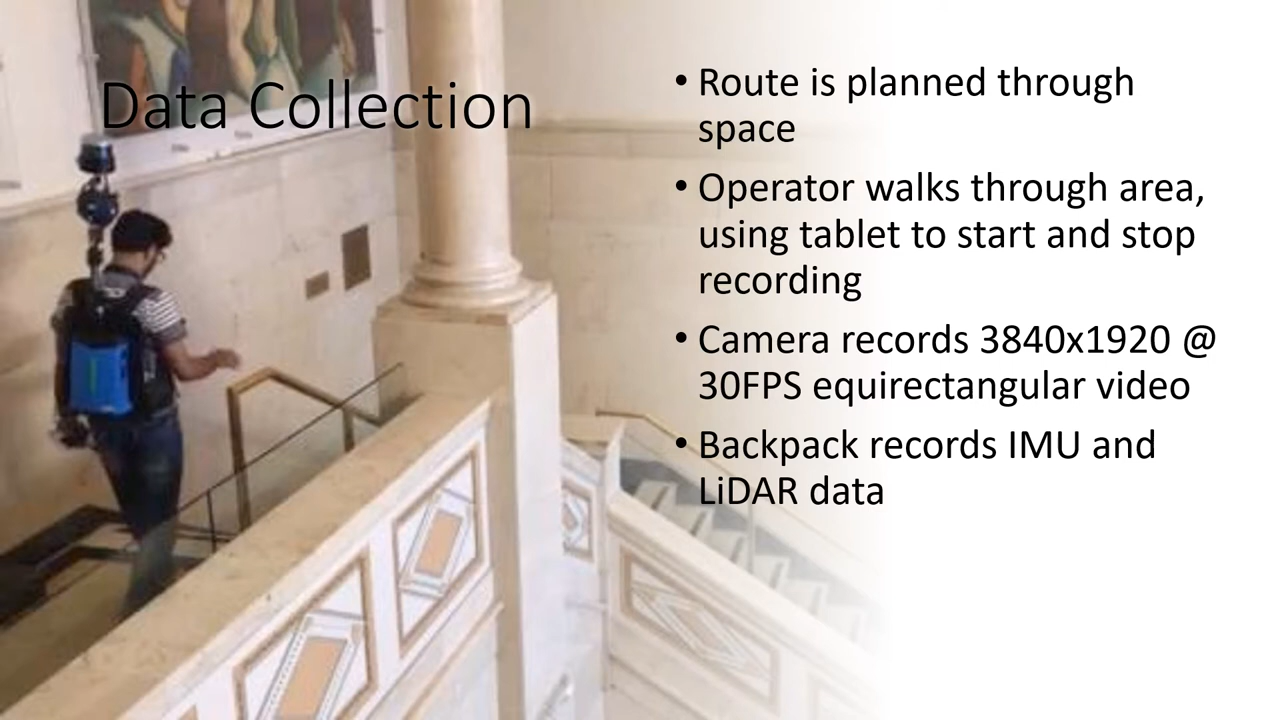 Data Collection
• Route is planned through
space
• Operator walks through area,
using tablet to start and stop
recording
• Camera records 3840x1920 @
30FPS equirectangular video
• Backpack records IMU and
LiDAR data